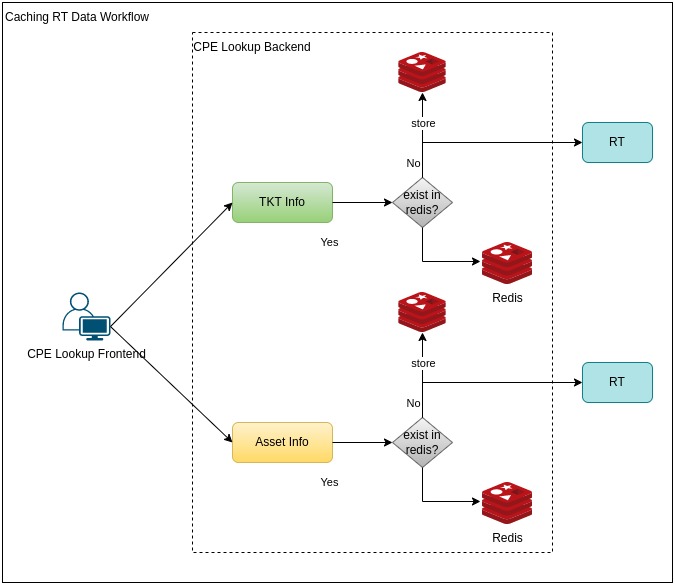 Caching RT Data Workflow
CPE Lookup Backend
store
RT
No
TKT Info
exist in
redis?
Yes
Redis
CPE Lookup Frontend
store
RT
No
Asset Info
exist in
redis?
Yes
Redis